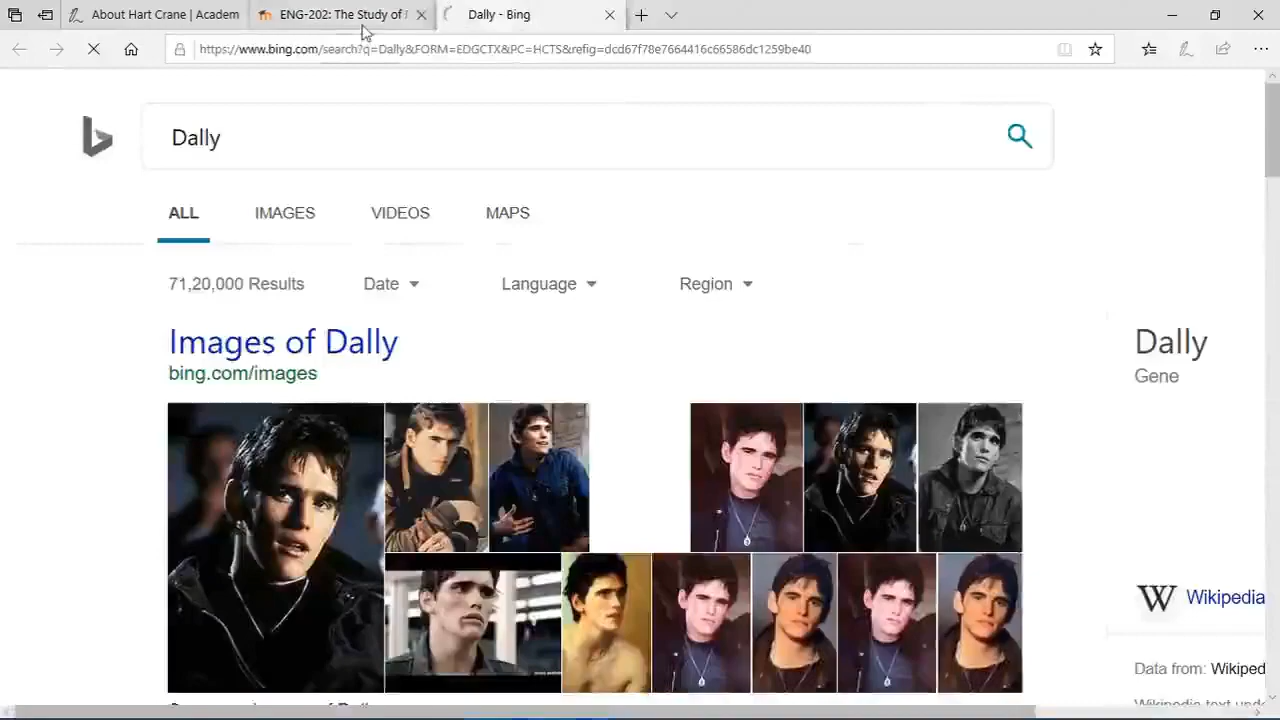 About Hart Crane | Academ
ENG-202: The Study of
Dally - Bing
https://www.bing.com/search?q=Dally&FORM=EDGCTX&PC=HCTS&refig=dcd67f78e7664416c66586dc1259be40
Dally
ALL IMAGES VIDEOS MAPS
71,20,000 Results Date Language Region
Images of Dally
bing.com/images
Dally
Gene
W Wikipedia
Data from: Wikiped